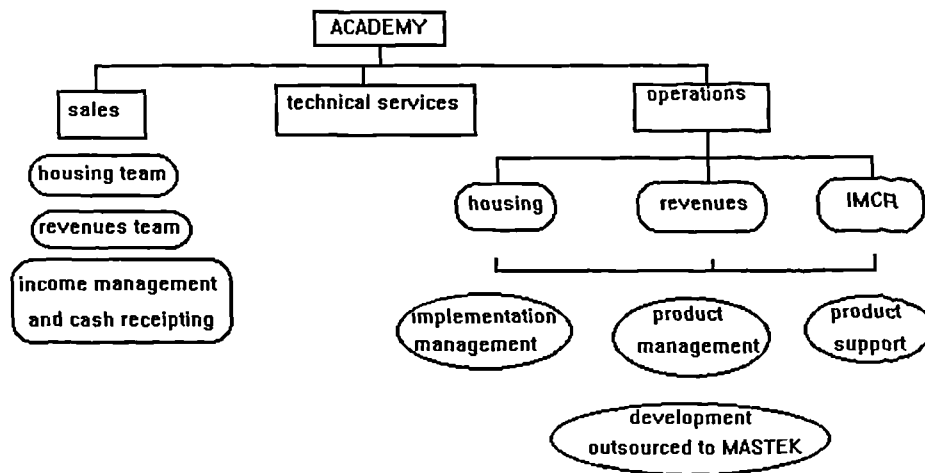 ACADEMY
sales
technical services
operations
housing team
revenues team
income management
and cash receipting
housing
revenues
IMCR
implementation
management
product
management
product
support
development
outsourced to MASTEK